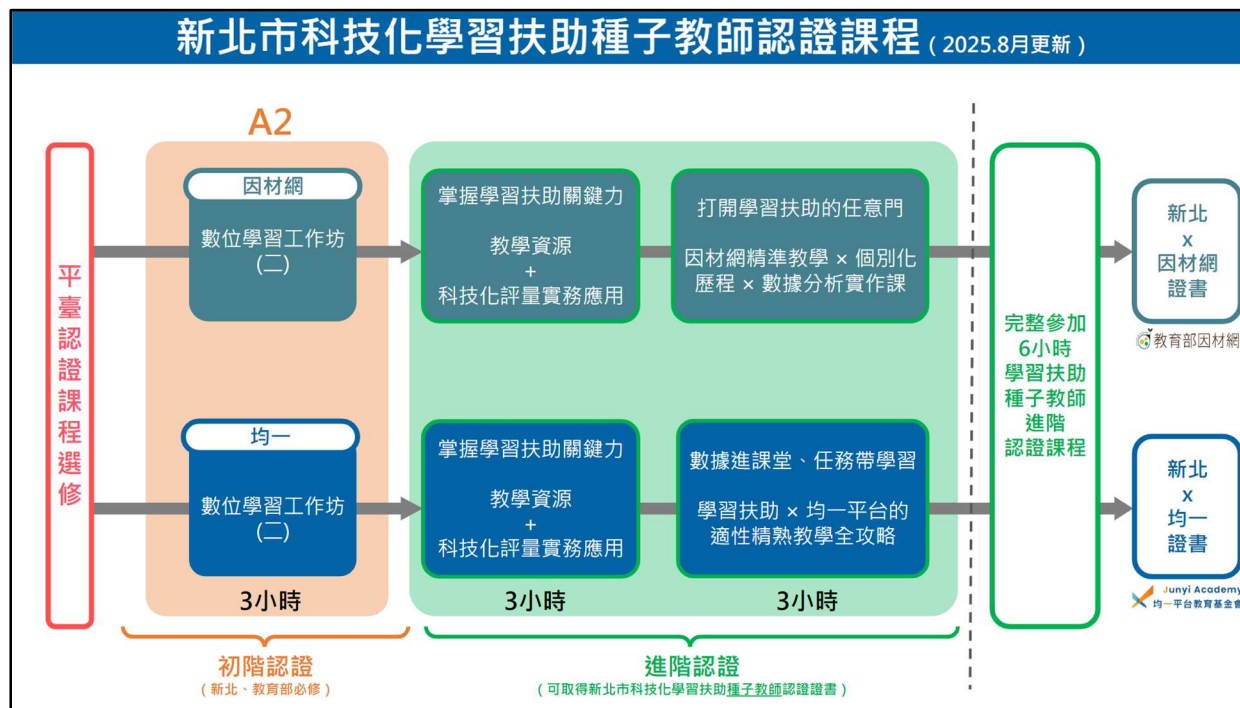 新北市科技化學習扶助種子教師認證課程(2025.8月更新)
平臺認證課程選修
A2
因材網
數位學習工作坊
(二)
掌握學習扶助關鍵力
教學資源
+
科技化評量實務應用
打開學習扶助的任意門
因材網精準教學 × 個別化
歷程 × 數據分析實作課
均一
數位學習工作坊
(二)
掌握學習扶助關鍵力
教學資源
+
科技化評量實務應用
數據進課堂、任務帶學習
學習扶助 × 均一平台的
適性精熟教學全攻略
3小時
3小時
3小時
初階認證
(新北、教育部必修)
進階認證
(可取得新北市科技化學習扶助種子教師認證證書)
完整參加
6小時
學習扶助
種子教師
進階
認證課程
新北
x
因材網
證書
教育部因材網
新北
x
均一
證書
Junyi Academy
均一平台教育基金會